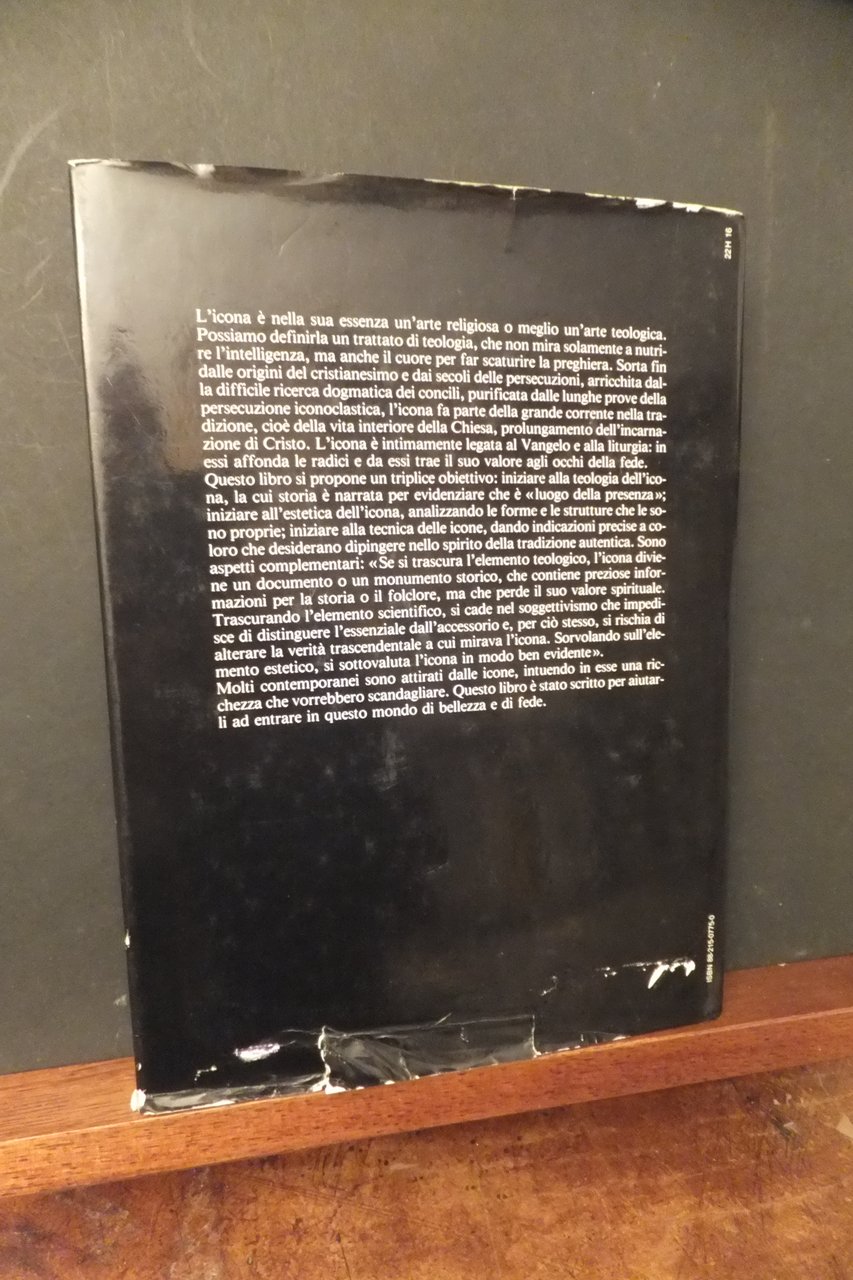 22H 16
L'icona è nella sua essenza un'arte religiosa o meglio un'arte teologica.
Possiamo definirla un trattato di teologia, che non mira solamente a nutri-
re l'intelligenza, ma anche il cuore per far scaturire la preghiera. Sorta fin
dalle origini del cristianesimo e dai secoli delle persecuzioni, arricchita dal-
la difficile ricerca dogmatica dei concili, purificata dalle lunghe prove della
persecuzione iconoclastica, l'icona fa parte della grande corrente nella tra-
dizione, cioè della vita interiore della Chiesa, prolungamento dell'incarna-
zione di Cristo. L'icona è intimamente legata al Vangelo e alla liturgia: in
essi affonda le radici e da essi trae il suo valore agli occhi della fede.
Questo libro si propone un triplice obiettivo: iniziare alla teologia dell'ico-
na, la cui storia è narrata per evidenziare che è «luogo della presenza»;
iniziare all'estetica dell'icona, analizzando le forme e le strutture che le so-
no proprie; iniziare alla tecnica delle icone, dando indicazioni precise a co-
loro che desiderano dipingere nello spirito della tradizione autentica. Sono
aspetti complementari: «Se si trascura l'elemento teologico, l'icona divie-
ne un documento o un monumento storico, che contiene preziose infor-
mazioni per la storia o il folclore, ma che perde il suo valore spirituale.
Trascurando l'elemento scientifico, si cade nel soggettivismo che impedi-
sce di distinguere l'essenziale dall'accessorio e, per ciò stesso, si rischia di
alterare la verità trascendentale a cui mirava l'icona. Sorvolando sull'ele-
mento estetico, si sottovaluta l'icona in modo ben evidente».
Molti contemporanei sono attirati dalle icone, intuendo in esse una ric-
chezza che vorrebbero scandagliare. Questo libro è stato scritto per aiutar-
li ad entrare in questo mondo di bellezza e di fede.
ISBN 88-215-0775-0